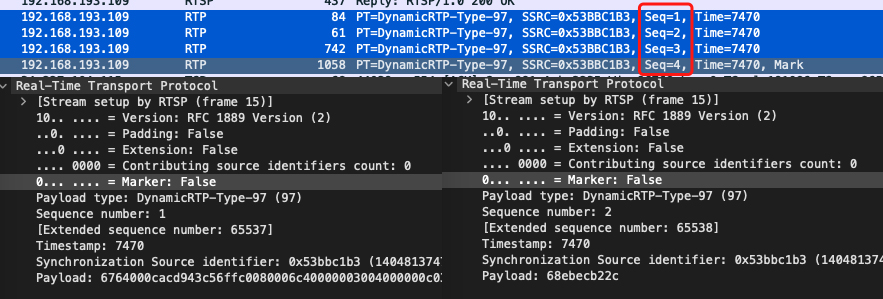 192.168.193.109 RTSP 437 Reply: RTSP/1.0 200 OK
192.168.193.109 RTP 84 PT=DynamicRTP-Type-97, SSRC=0x53BBC1B3, Seq=1, Time=7470
192.168.193.109 RTP 61 PT=DynamicRTP-Type-97, SSRC=0x53BBC1B3, Seq=2, Time=7470
192.168.193.109 RTP 742 PT=DynamicRTP-Type-97, SSRC=0x53BBC1B3, Seq=3, Time=7470
192.168.193.109 RTP 1058 PT=DynamicRTP-Type-97, SSRC=0x53BBC1B3, Seq=4, Time=7470, Mark
Real-Time Transport Protocol
[Stream setup by RTSP (frame 15)]
10.. .... = Version: RFC 1889 Version (2)
..0. .... = Padding: False
...0 .... = Extension: False
.... 0000 = Contributing source identifiers count: 0
0... .... = Marker: False
Payload type: DynamicRTP-Type-97 (97)
Sequence number: 1
[Extended sequence number: 65537]
Timestamp: 7470
Synchronization Source identifier: 0x53bbc1b3 (140481374
Payload: 6764000cacd943c56ffc0080006c40000003004000000c0
Real-Time Transport Protocol
[Stream setup by RTSP (frame 15)]
10.. .... = Version: RFC 1889 Version (2)
..0. .... = Padding: False
...0 .... = Extension: False
.... 0000 = Contributing source identifiers count: 0
0... .... = Marker: False
Payload type: DynamicRTP-Type-97 (97)
Sequence number: 2
[Extended sequence number: 65538]
Timestamp: 7470
Synchronization Source identifier: 0x53bbc1b3 (1404813747
Payload: 68ebecb22c